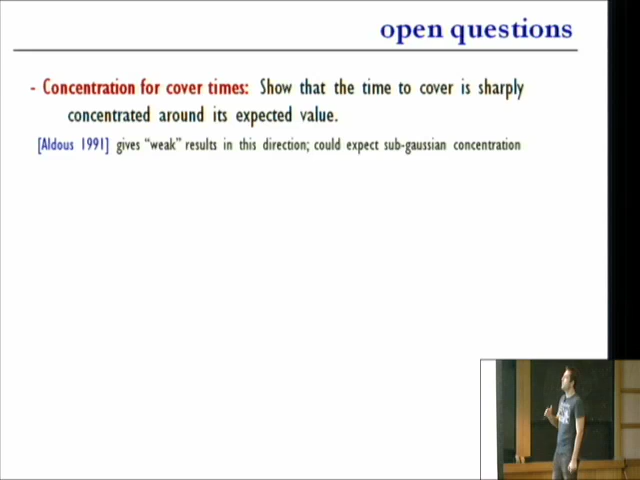 open questions
- Concentration for cover times: Show that the time to cover is sharply
concentrated around its expected value.
[Aldous 1991] gives "weak" results in this direction; could expect sub-gaussian concentration